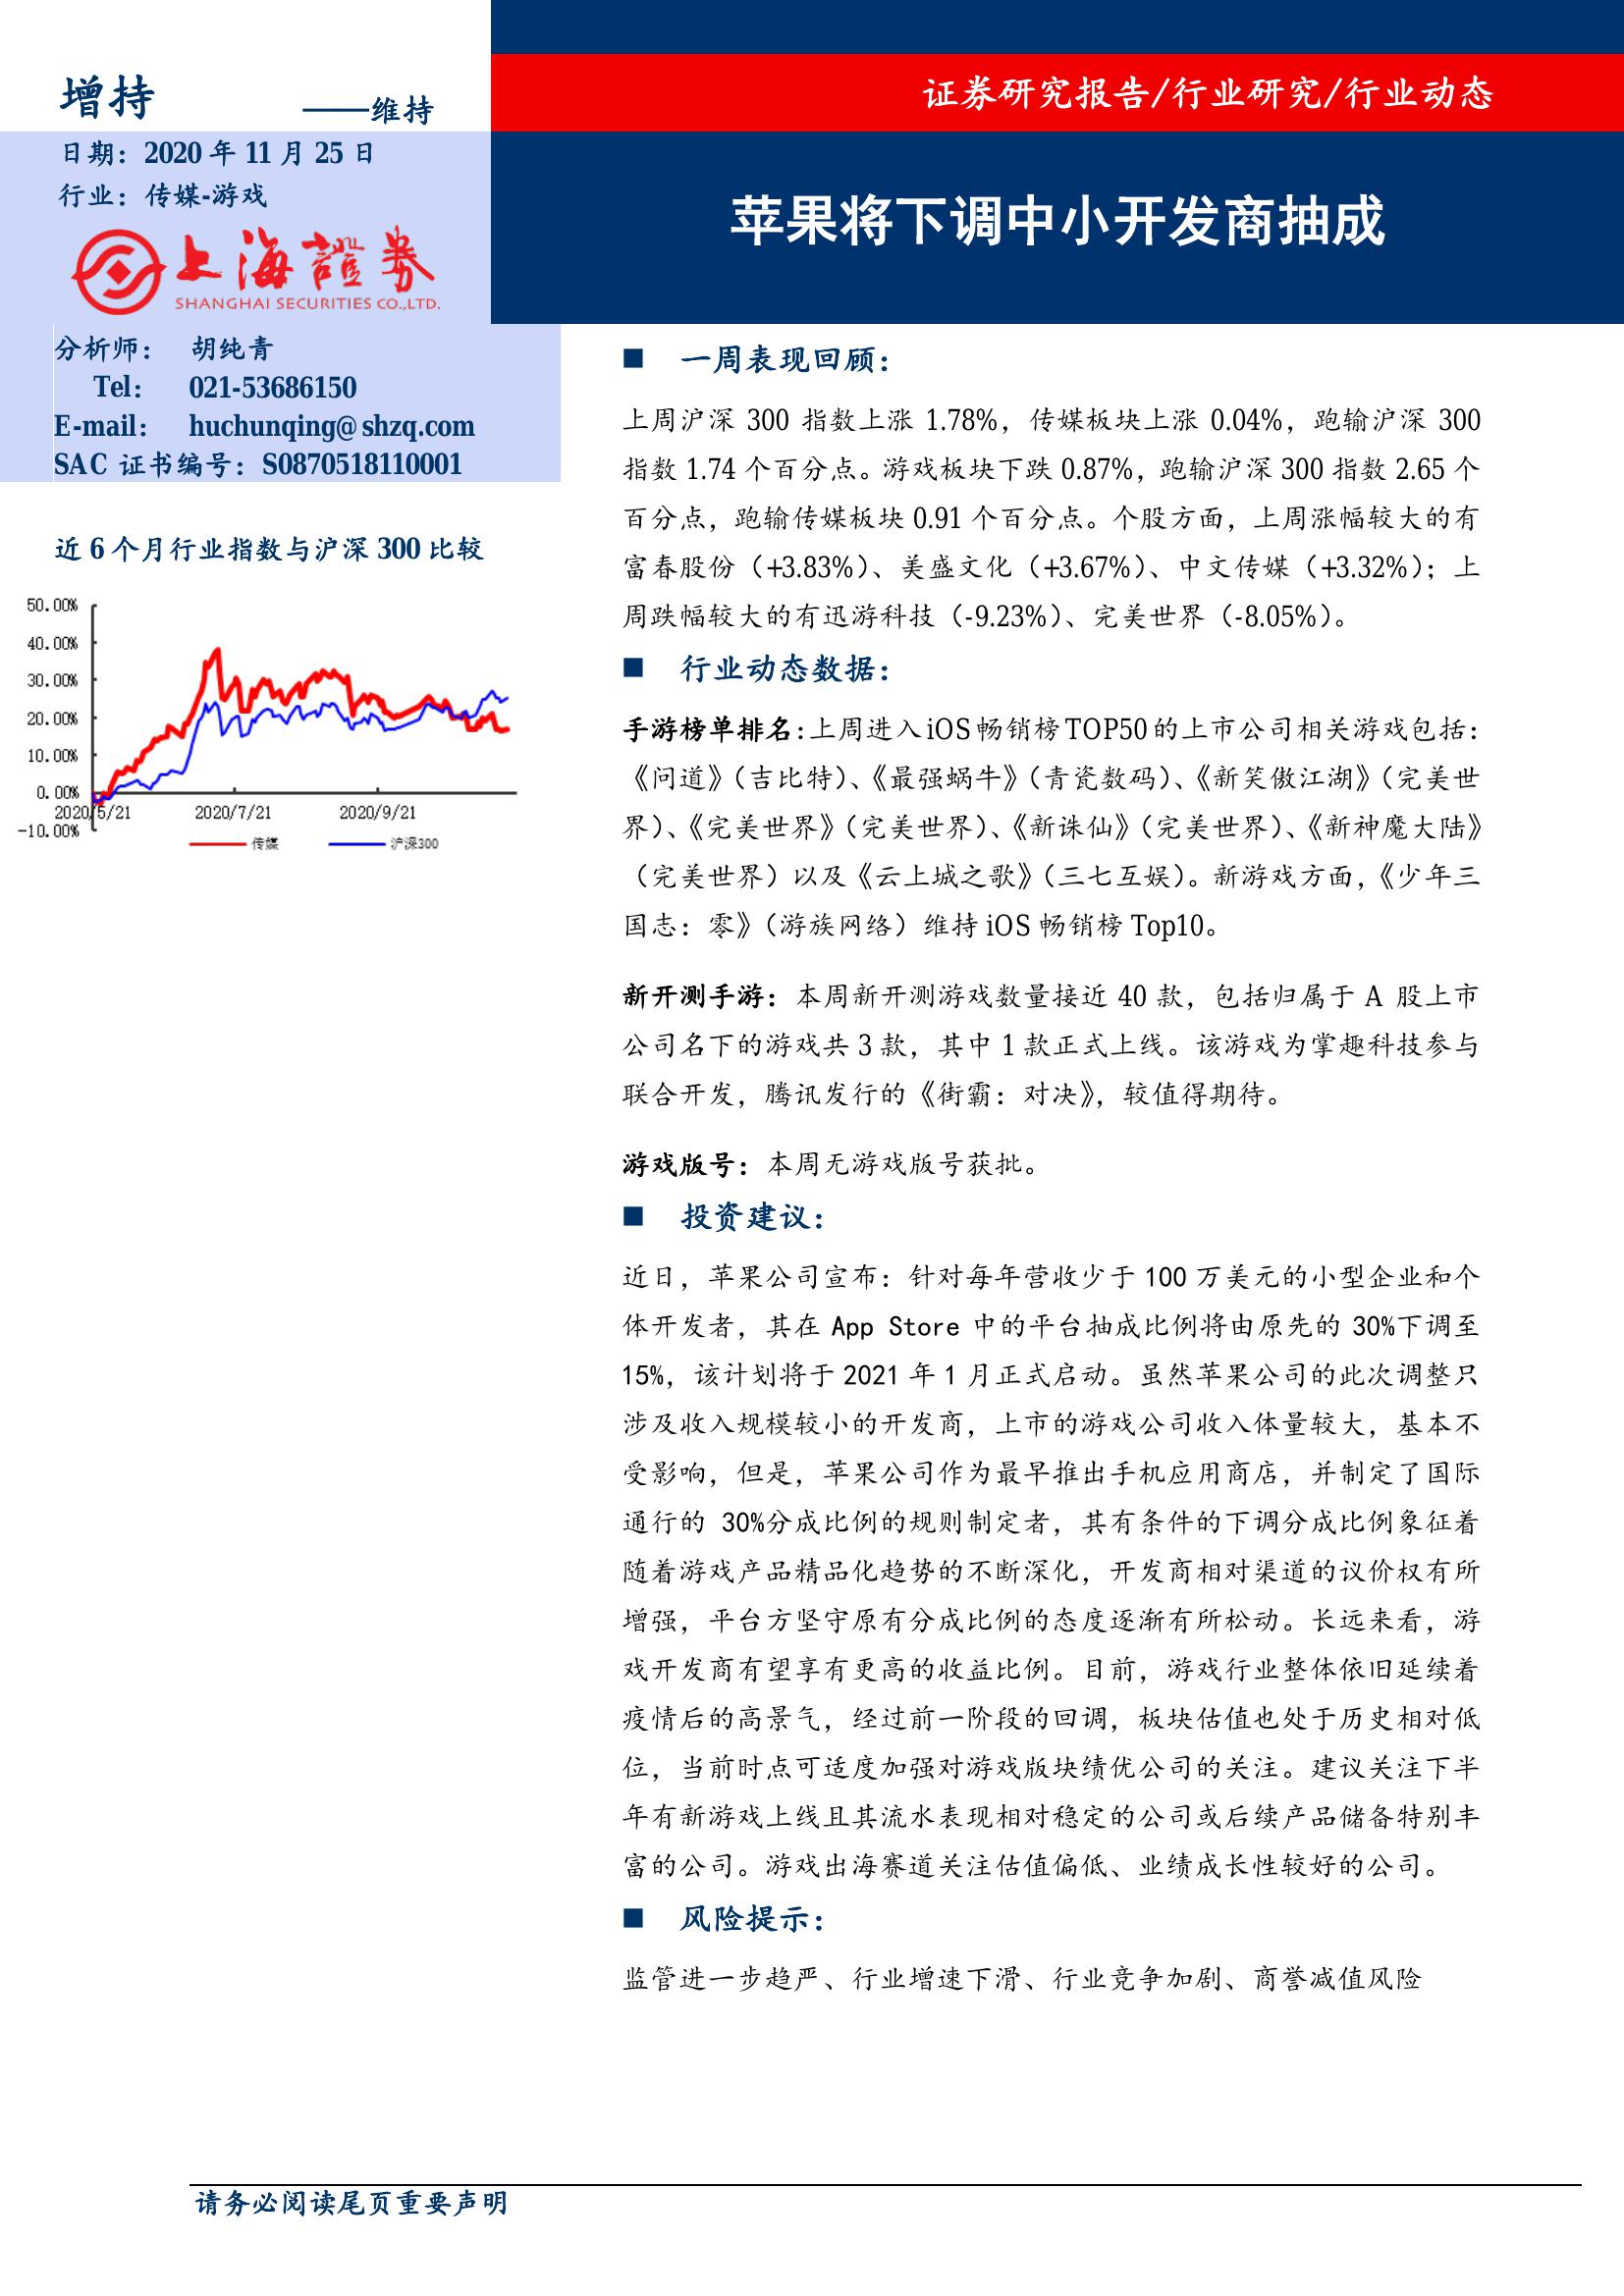 增持 ——维持
日期：2020 年 11 月 25 日
行业：传媒-游戏
上海證券
SHANGHAI SECURITIES CO.,LTD.
证券研究报告/行业研究/行业动态
苹果将下调中小开发商抽成
分析师： 胡纯青
Tel： 021-53686150
E-mail： huchunqing@shzq.com
SAC 证书编号：S0870518110001
近 6 个月行业指数与沪深 300 比较
50.00%
40.00%
30.00%
20.00%
10.00%
0.00%
-10.00%
2020/5/21 2020/7/21 2020/9/21
传媒 沪深300
■ 一周表现回顾：
上周沪深 300 指数上涨 1.78%，传媒板块上涨 0.04%，跑输沪深 300
指数 1.74 个百分点。游戏板块下跌 0.87%，跑输沪深 300 指数 2.65 个
百分点，跑输传媒板块 0.91 个百分点。个股方面，上周涨幅较大的有
富春股份（+3.83%）、美盛文化（+3.67%）、中文传媒（+3.32%）；上
周跌幅较大的有迅游科技（-9.23%）、完美世界（-8.05%）。
■ 行业动态数据：
手游榜单排名：上周进入 iOS 畅销榜 TOP50 的上市公司相关游戏包括：
《问道》（吉比特）、《最强蜗牛》（青瓷数码）、《新笑傲江湖》（完美世
界）、《完美世界》（完美世界）、《新诛仙》（完美世界）、《新神魔大陆》
（完美世界）以及《云上城之歌》（三七互娱）。新游戏方面，《少年三
国志：零》（游族网络）维持 iOS 畅销榜 Top10。
新开测手游：本周新开测游戏数量接近 40 款，包括归属于 A 股上市
公司名下的游戏共 3 款，其中 1 款正式上线。该游戏为掌趣科技参与
联合开发，腾讯发行的《街霸：对决》，较值得期待。
游戏版号：本周无游戏版号获批。
■ 投资建议：
近日，苹果公司宣布：针对每年营收少于 100 万美元的小型企业和个
体开发者，其在 App Store 中的平台抽成比例将由原先的 30%下调至
15%，该计划将于 2021 年 1 月正式启动。虽然苹果公司的此次调整只
涉及收入规模较小的开发商，上市的游戏公司收入体量较大，基本不
受影响，但是，苹果公司作为最早推出手机应用商店，并制定了国际
通行的 30%分成比例的规则制定者，其有条件的下调分成比例象征着
随着游戏产品精品化趋势的不断深化，开发商相对渠道的议价权有所
增强，平台方坚守原有分成比例的态度逐渐有所松动。长远来看，游
戏开发商有望享有更高的收益比例。目前，游戏行业整体依旧延续着
疫情后的高景气，经过前一阶段的回调，板块估值也处于历史相对低
位，当前时点可适度加强对游戏版块绩优公司的关注。建议关注下半
年有新游戏上线且其流水表现相对稳定的公司或后续产品储备特别丰
富的公司。游戏出海赛道关注估值偏低、业绩成长性较好的公司。
■ 风险提示：
监管进一步趋严、行业增速下滑、行业竞争加剧、商誉减值风险
请务必阅读尾页重要声明